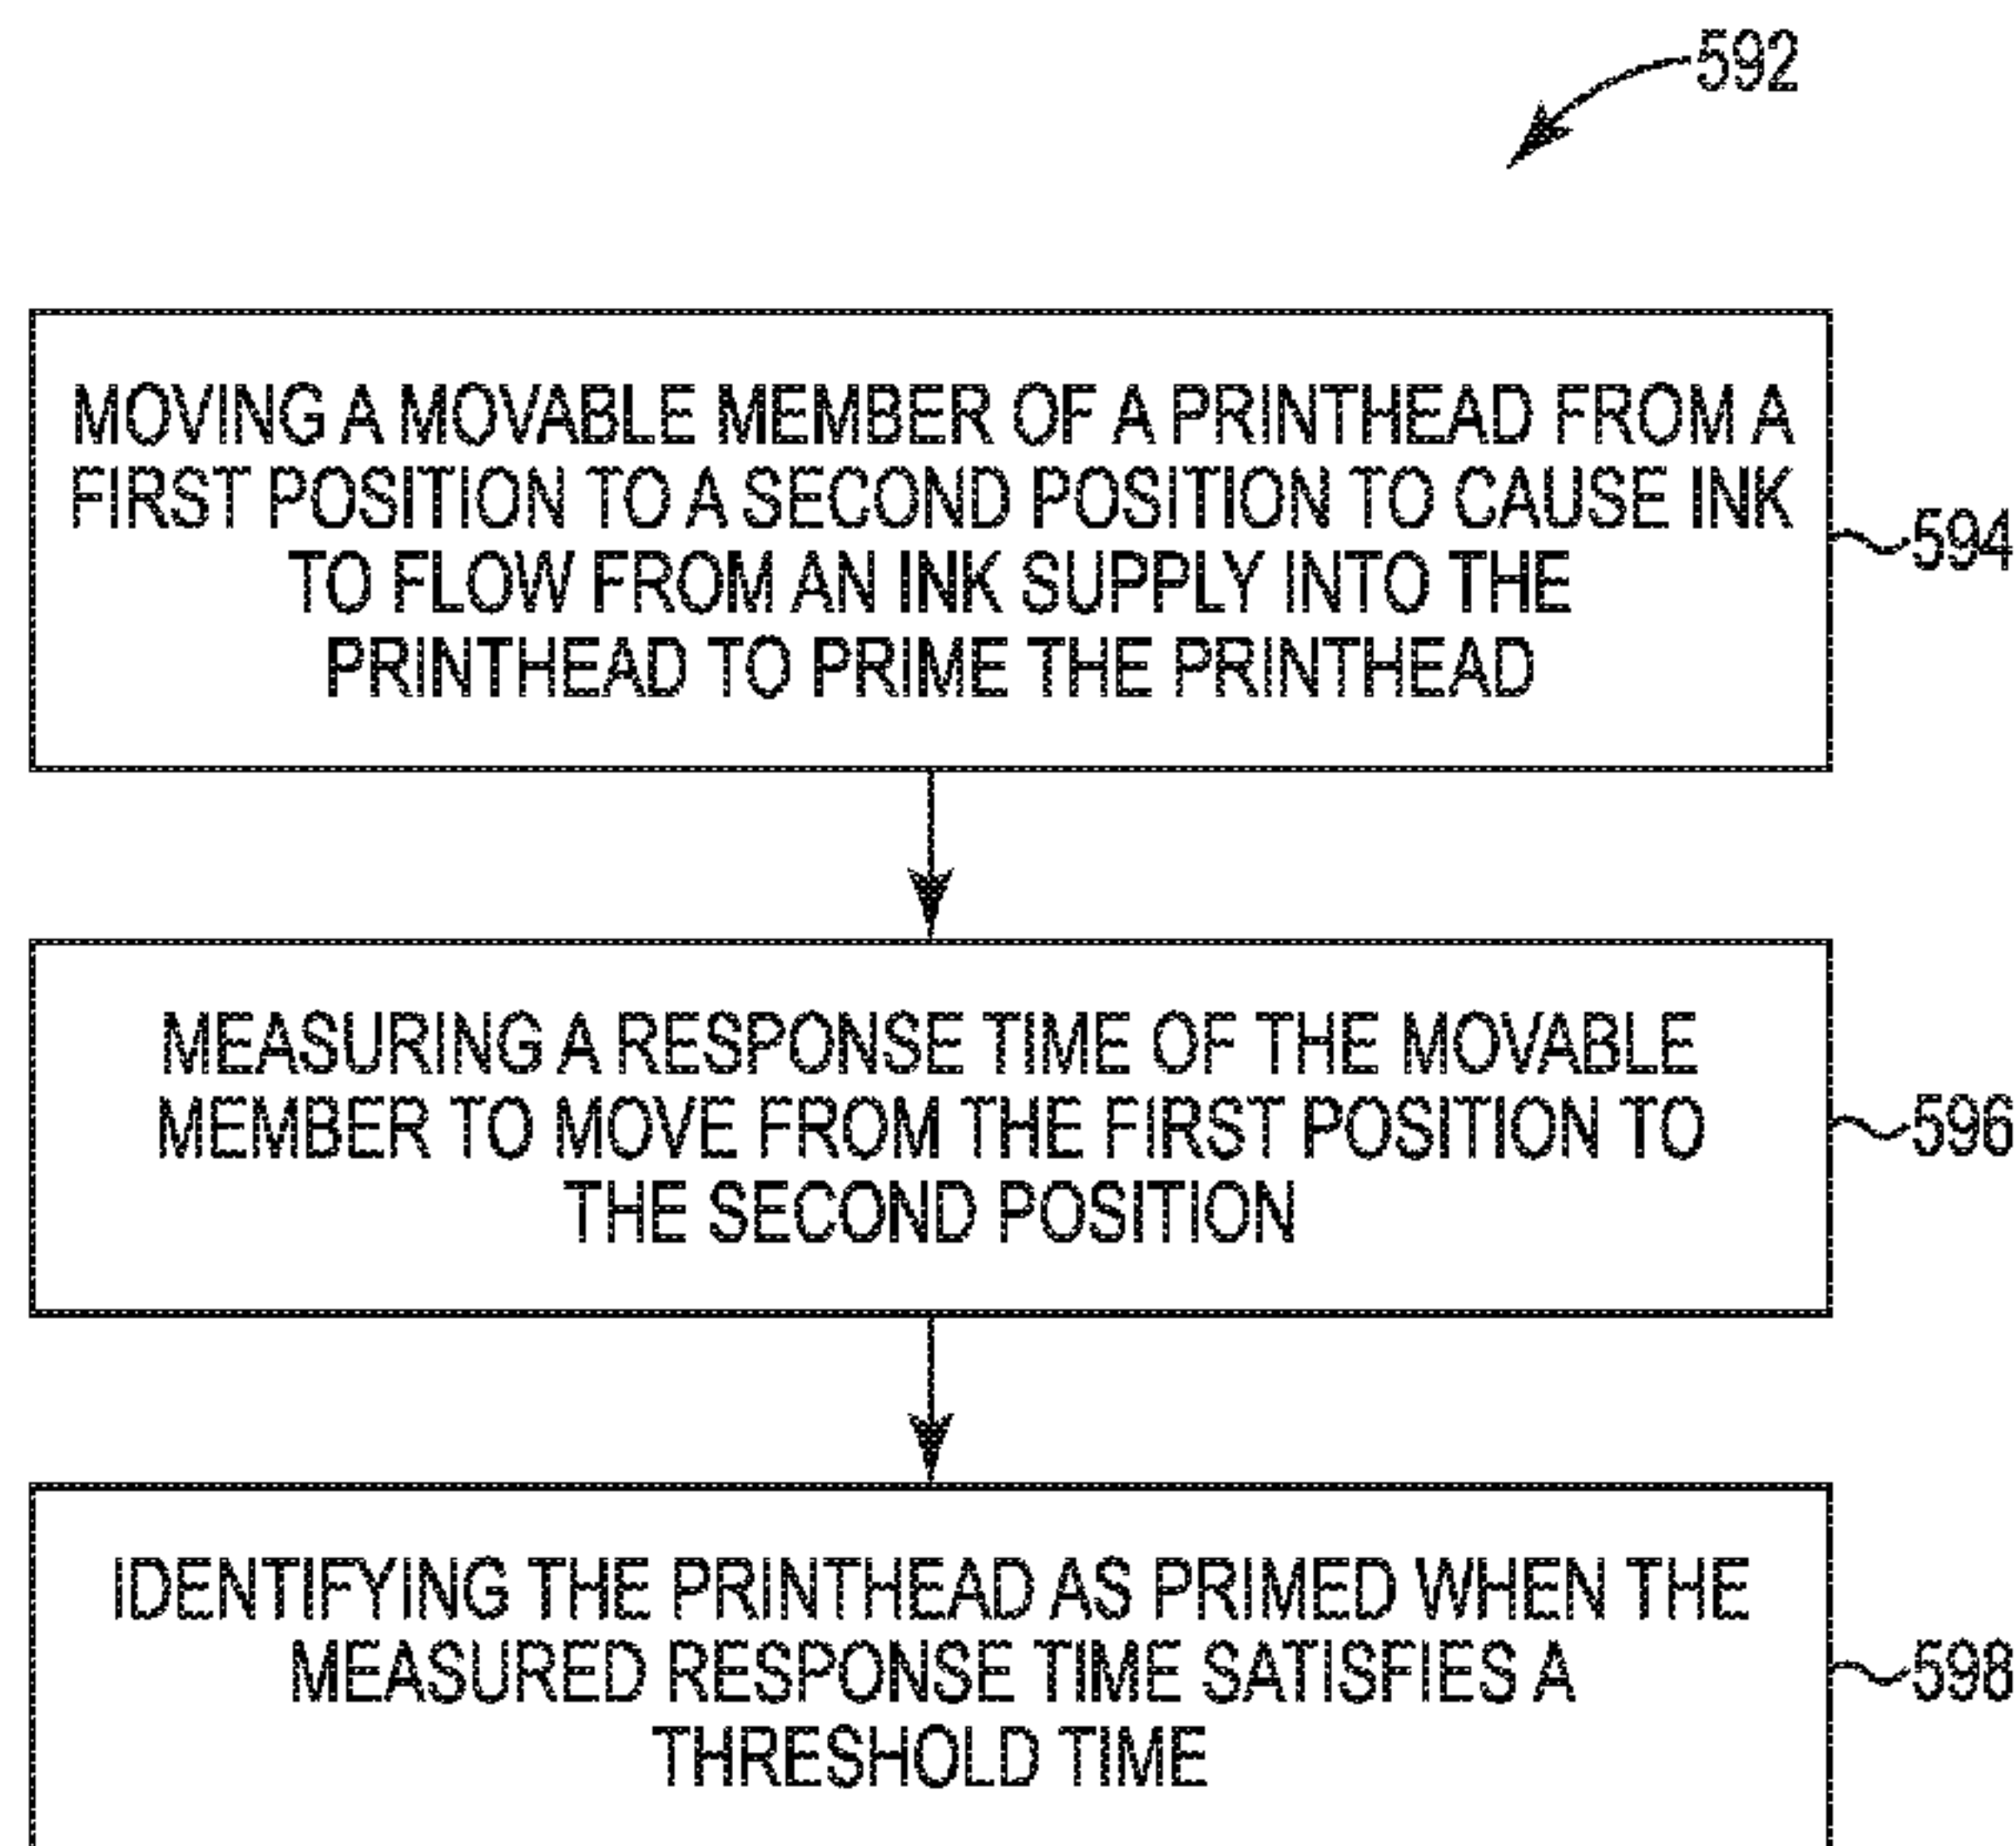 592
MOVING A MOVABLE MEMBER OF A PRINTHEAD FROM A
FIRST POSITION TO A SECOND POSITION TO CAUSE INK
TO FLOW FROM AN INK SUPPLY INTO THE
PRINTHEAD TO PRIME THE PRINTHEAD
594
MEASURING A RESPONSE TIME OF THE MOVABLE
MEMBER TO MOVE FROM THE FIRST POSITION TO
THE SECOND POSITION
596
IDENTIFYING THE PRINTHEAD AS PRIMED WHEN THE
MEASURED RESPONSE TIME SATISFIES A
THRESHOLD TIME
598